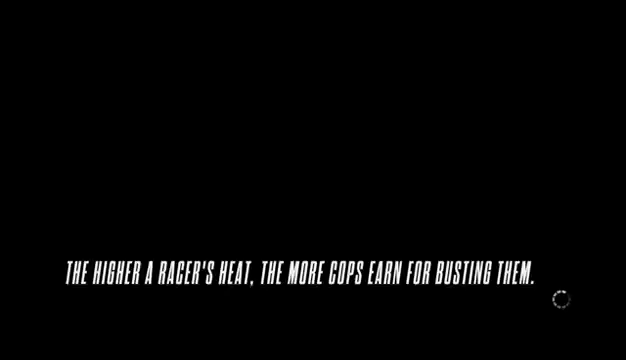 THE HIGHER A RACER'S HEAT, THE MORE COPS EARN FOR BUSTING THEM.